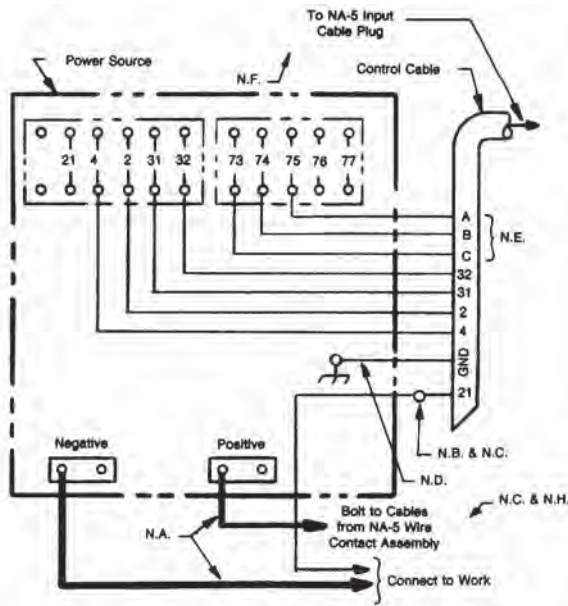 To NA-5 Input
Cable Plug
Power Source
N.F.
Control Cable
21 4 2 31 32 73 74 75 76 77
A
B
C
N.E.
32
31
2
4
GND
21
N.B. & N.C.
N.D.
Negative
Positive
N.C. & N.H.
N.A.
Bolt to Cables
from NA-5 Wire
Contact Assembly
Connect to Work